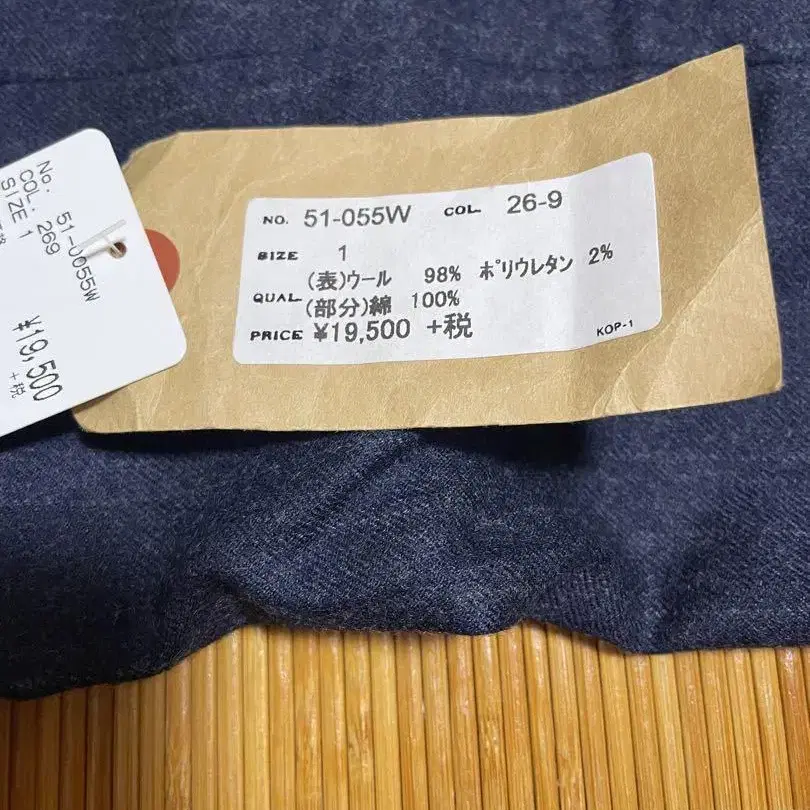 No. 51-0055W
COL. 269
SIZE 1
¥19,500
+税
NO. 51-055W COL. 26-9
SIZE 1
(表)ウール 98% ポリウレタン 2%
QUAL. (部分)綿 100%
PRICE ¥19,500 +税
KOP-1